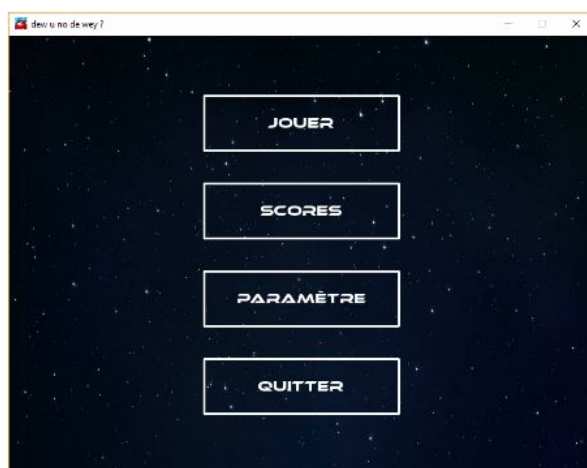 dew u no de wey ?
JOUER
SCORES
PARAMÈTRE
QUITTER